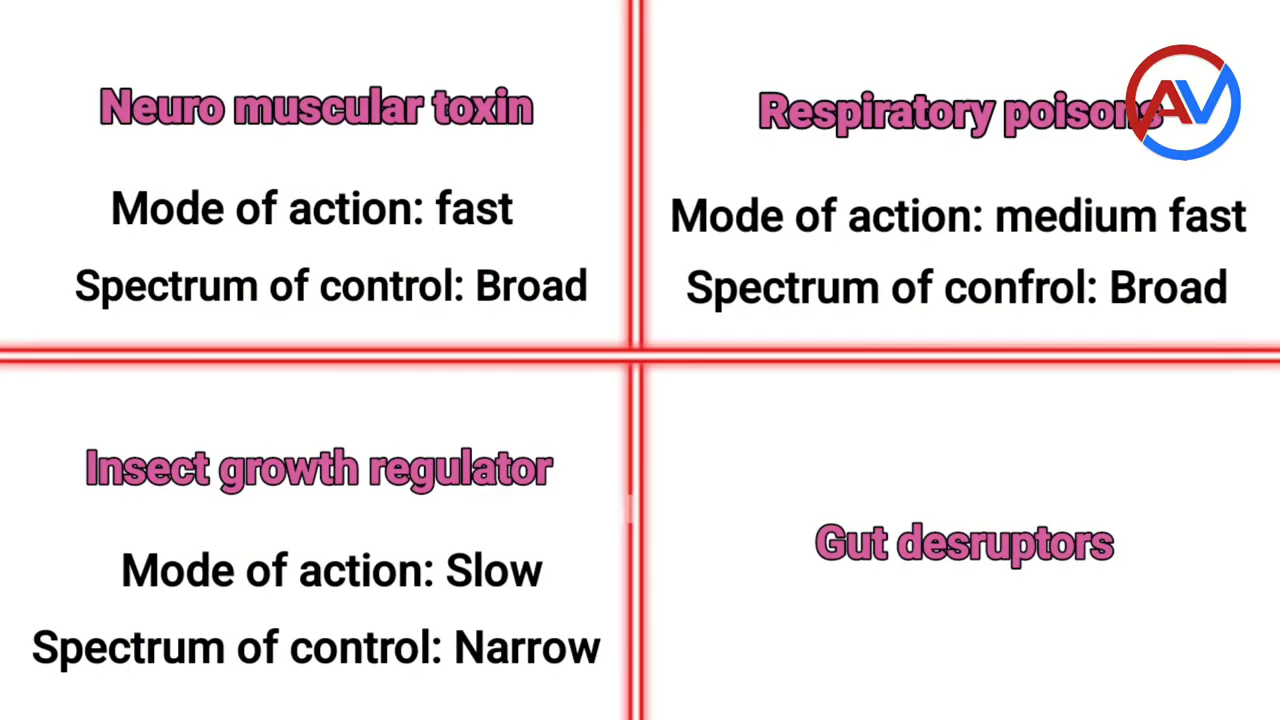 Neuro muscular toxin
Mode of action: fast
Spectrum of control: Broad
Respiratory poisons
AV
Mode of action: medium fast
Spectrum of confrol: Broad
Insect growth regulator
Mode of action: Slow
Spectrum of control: Narrow
Gut desruptors